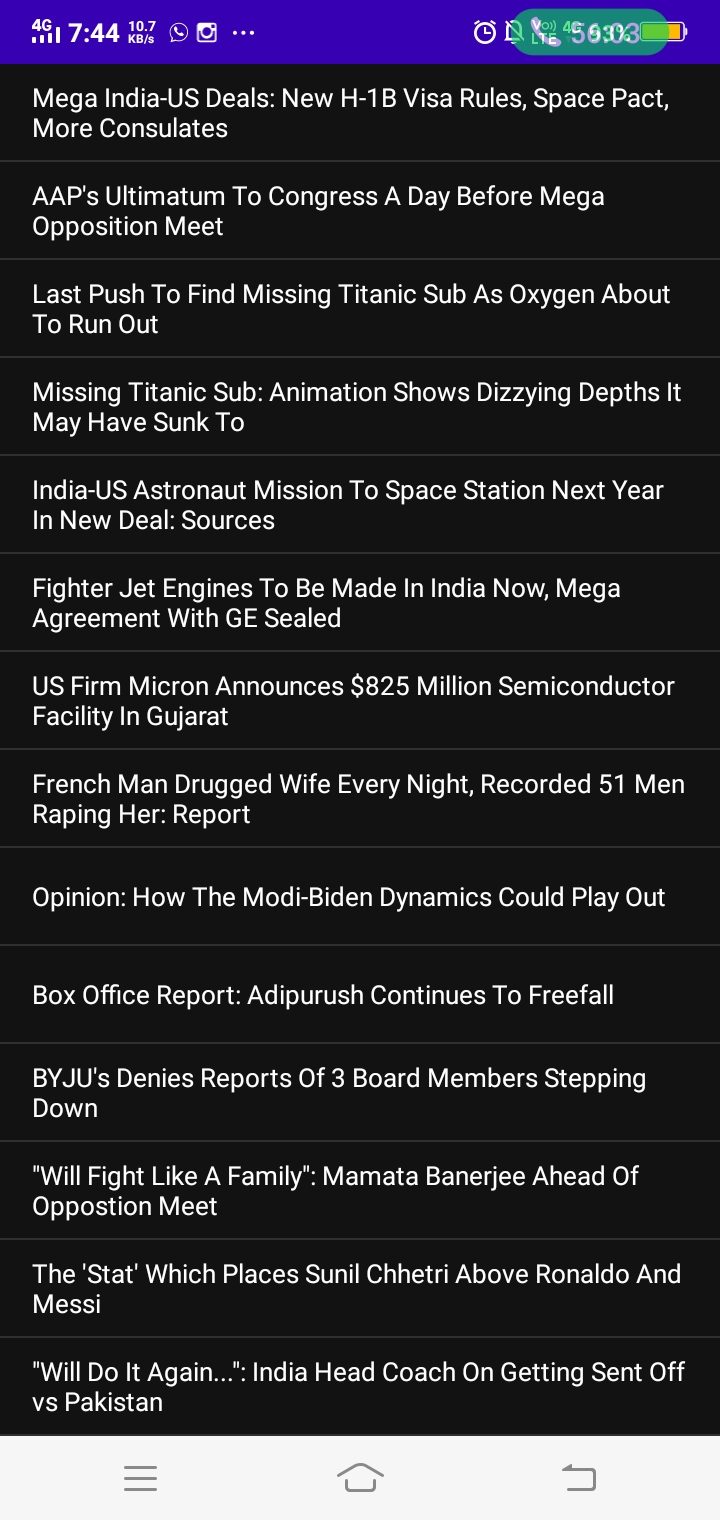 4G 7:44 10.7 KB/s
Mega India-US Deals: New H-1B Visa Rules, Space Pact,
More Consulates
AAP's Ultimatum To Congress A Day Before Mega
Opposition Meet
Last Push To Find Missing Titanic Sub As Oxygen About
To Run Out
Missing Titanic Sub: Animation Shows Dizzying Depths It
May Have Sunk To
India-US Astronaut Mission To Space Station Next Year
In New Deal: Sources
Fighter Jet Engines To Be Made In India Now, Mega
Agreement With GE Sealed
US Firm Micron Announces $825 Million Semiconductor
Facility In Gujarat
French Man Drugged Wife Every Night, Recorded 51 Men
Raping Her: Report
Opinion: How The Modi-Biden Dynamics Could Play Out
Box Office Report: Adipurush Continues To Freefall
BYJU's Denies Reports Of 3 Board Members Stepping
Down
"Will Fight Like A Family": Mamata Banerjee Ahead Of
Oppostion Meet
The 'Stat' Which Places Sunil Chhetri Above Ronaldo And
Messi
"Will Do It Again...": India Head Coach On Getting Sent Off
vs Pakistan